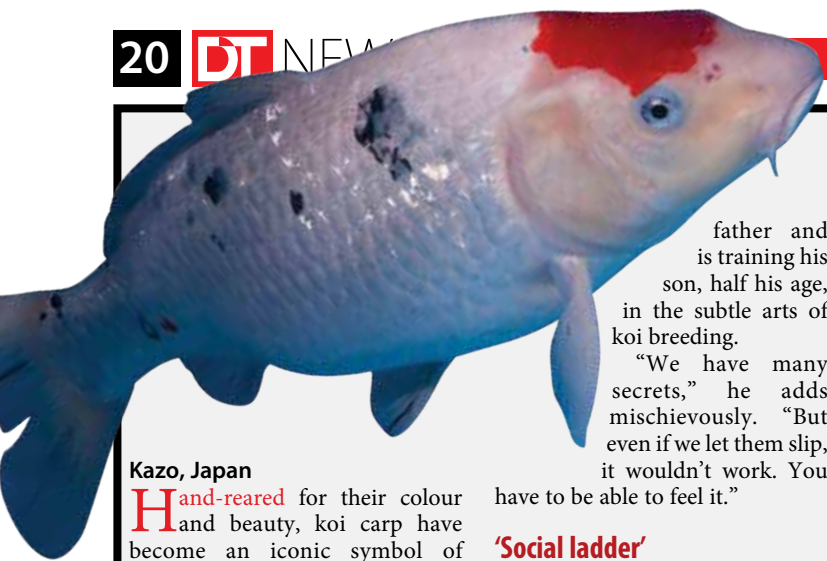 20 DT NEW
Kazo, Japan
Hand-reared for their colour
and beauty, koi carp have
become an iconic symbol of
father and
is training his
son, half his age,
in the subtle arts of
koi breeding.
“We have many
secrets,” he adds
mischievously. “But
even if we let them slip,
it wouldn’t work. You
have to be able to feel it.”
‘Social ladder’